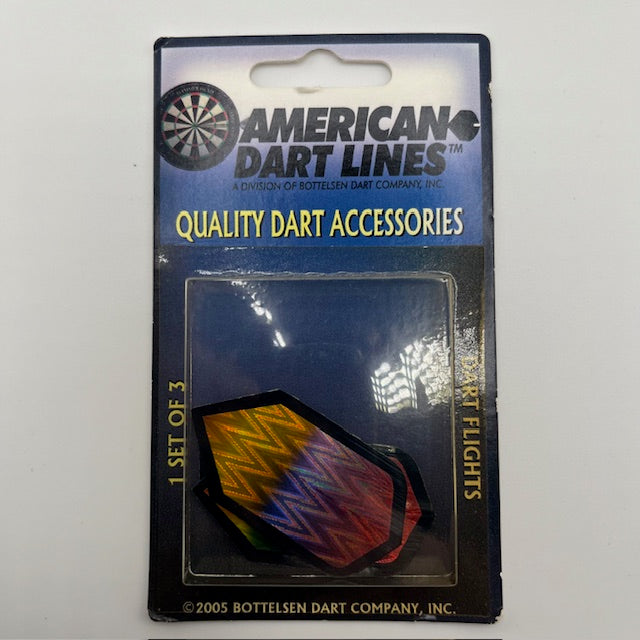 AMERICAN
DART LINES™
A DIVISION OF BOTTELSEN DART COMPANY, INC.
QUALITY DART ACCESSORIES
1 SET OF 3
DART FLIGHTS
©2005 BOTTELSEN DART COMPANY, INC.